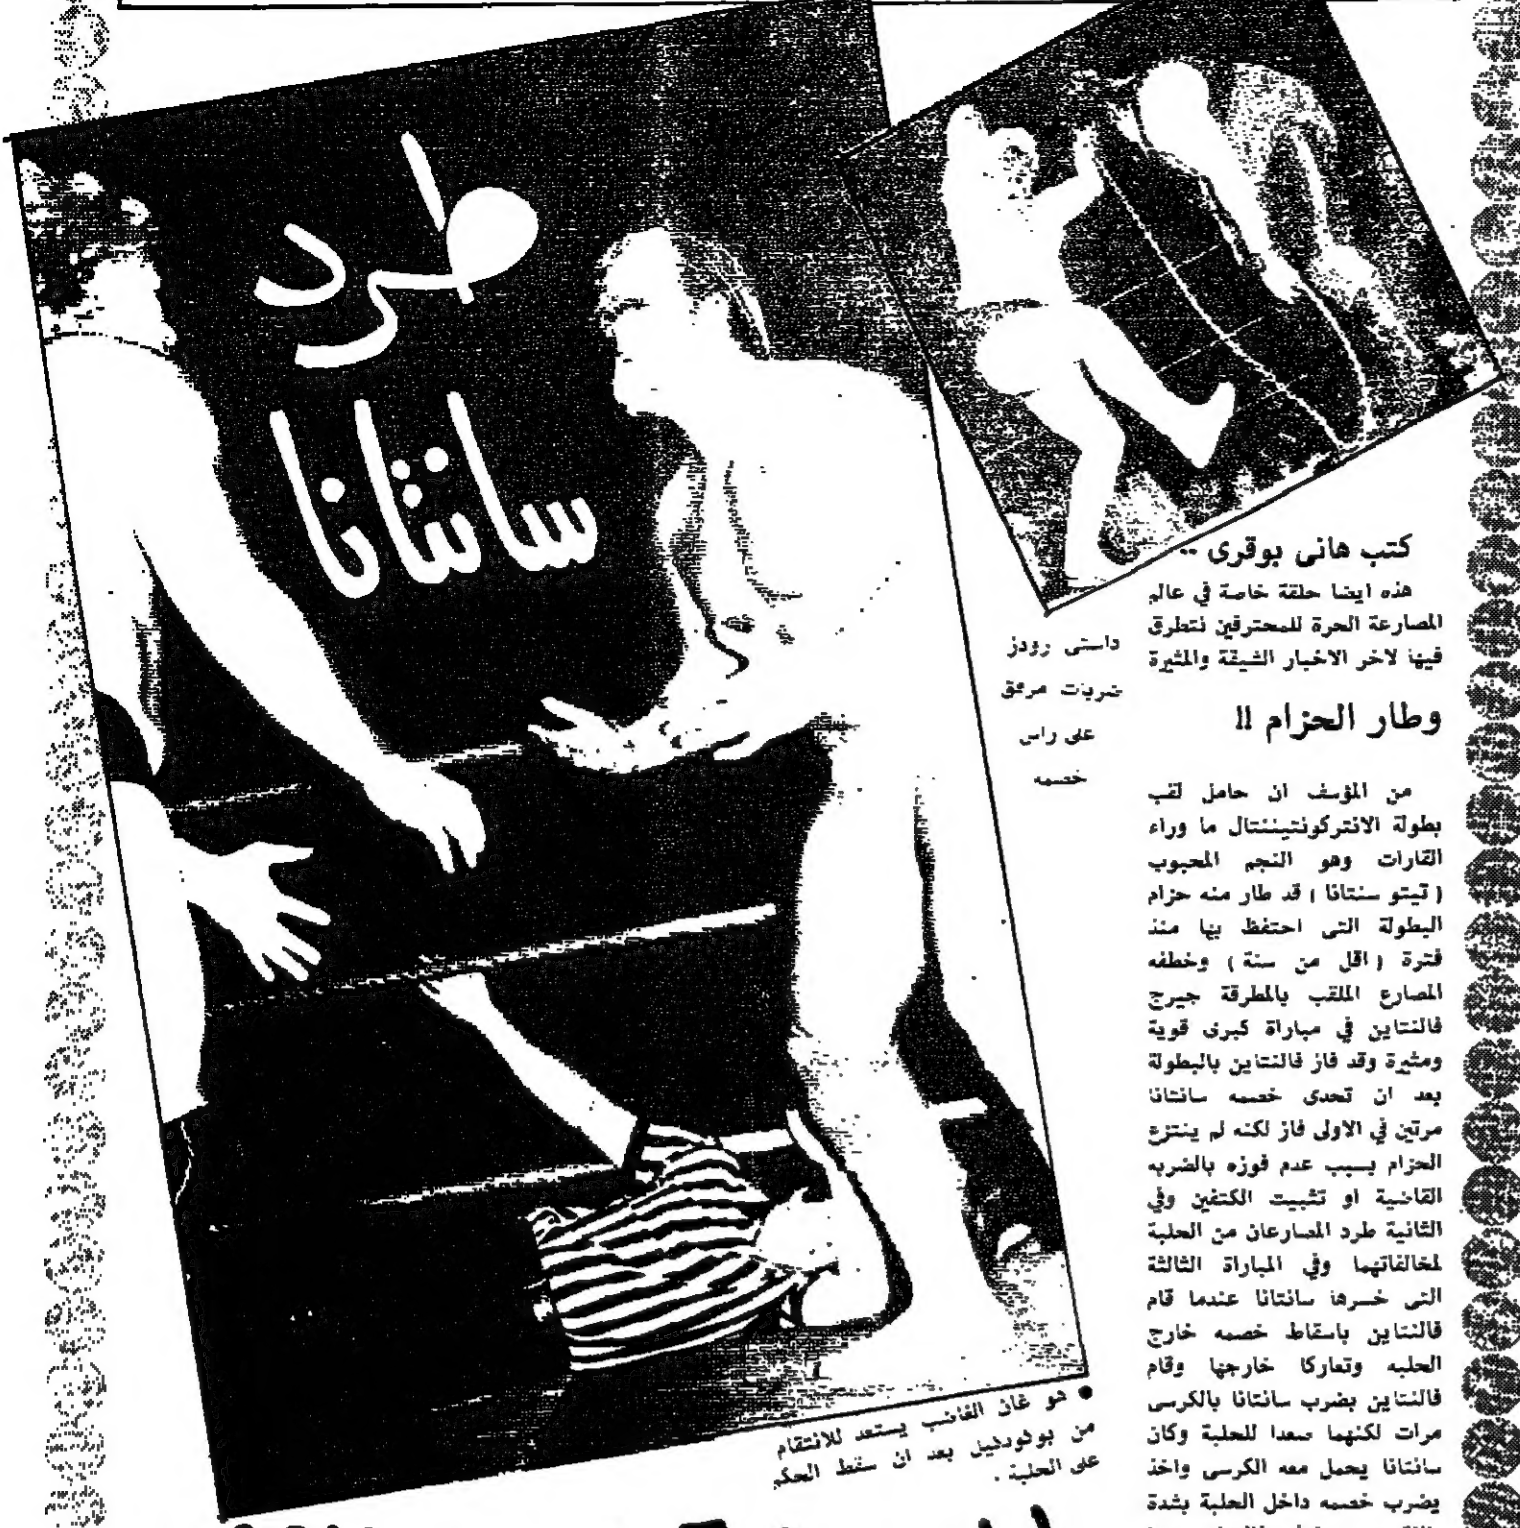 طرد
سانتانا
كتب هانى بوقرى ..
هذه ايضا حلقة خاصة في عالم
المصارعة الحرة للمحترفين نتطرق
فيها لاخر الاخبار الشيقة والمثيرة
وطار الحزام !!
من المؤسف ان حامل لقب
بطولة الانتركونتيننتال ما وراء
القارات وهو النجم المحبوب
( تيتو سنتانا ) قد طار منه حزام
البطولة التى احتفظ بها منذ
فترة ( اقل من سنة ) وخطفه
المصارع الملقب بالمطرقة جيرج
فالنتاين في مباراة كبرى قوية
ومثيرة وقد فاز فالنتاين بالبطولة
بعد ان تحدى خصمه سانتانا
مرتين في الاولى فاز لكنه لم ينتزع
الحزام بسبب عدم فوزه بالضربه
القاضية او تثبيت الكتفين وفي
الثانية طرد المصارعان من الحلبة
لمخالفاتهما وفي المباراة الثالثة
التى خسرها سانتانا عندما قام
فالنتاين باسقاط خصمه خارج
الحلبه وتعاركا خارجها وقام
فالنتاين بضرب سانتانا بالكرسى
مرات لكنهما صعدا للحلبة وكان
سانتانا يحمل معه الكرسى واخذ
يضرب خصمه داخل الحلبة بشدة
داستى رودز
ضربات مرفق
على راس
خصمه
● هو غان الغاضب يستعد للانتقام
من بعد ان سقط الحكم
على الحلبة .